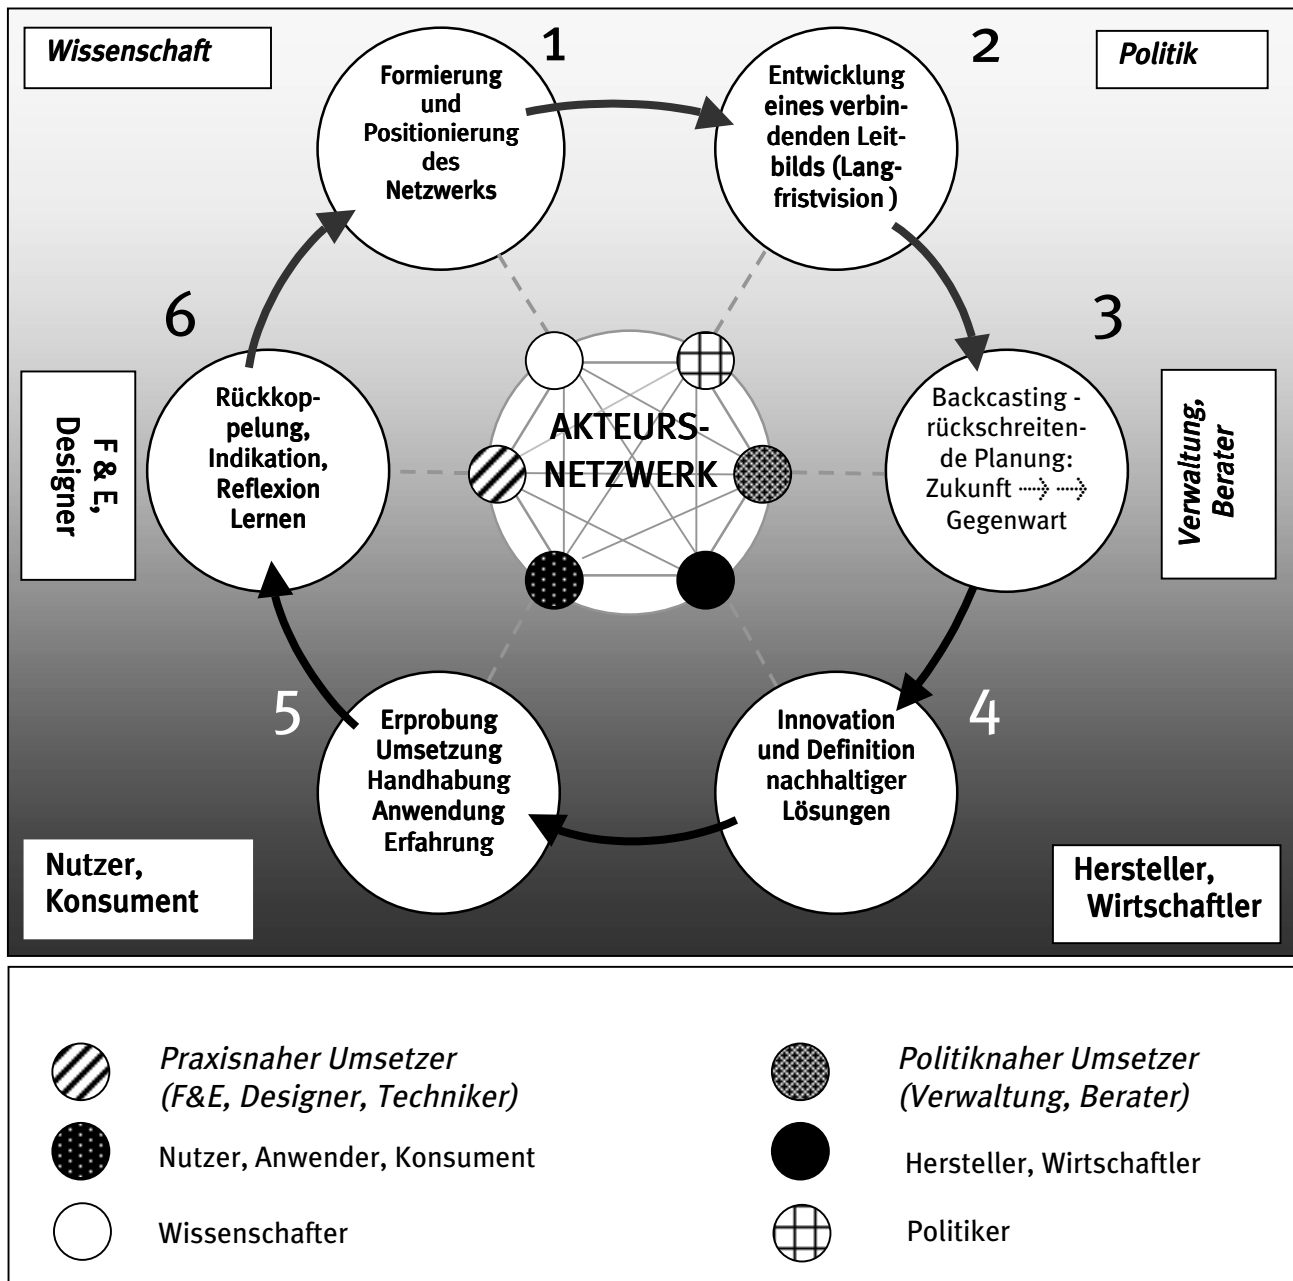 Wissenschaft
1
2
Politik
Formierung
und
Positionierung
des
Netzwerks
Entwicklung
eines verbin-
denden Leit-
bilds (Lang-
fristvision )
6
3
F & E,
Designer
Rückkop-
pelung,
Indikation,
Reflexion
Lernen
AKTEURS-
NETZWERK
Backcasting -
rückschreiten-
de Planung:
Zukunft
Gegenwart
Verwaltung,
Berater
5
4
Erprobung
Umsetzung
Handhabung
Anwendung
Erfahrung
Innovation
und Definition
nachhaltiger
Lösungen
Nutzer,
Konsument
Hersteller,
Wirtschaftler
Praxisnaher Umsetzer
(F&E, Designer, Techniker)
Nutzer, Anwender, Konsument
Wissenschafter
Politiknaher Umsetzer
(Verwaltung, Berater)
Hersteller, Wirtschaftler
Politiker